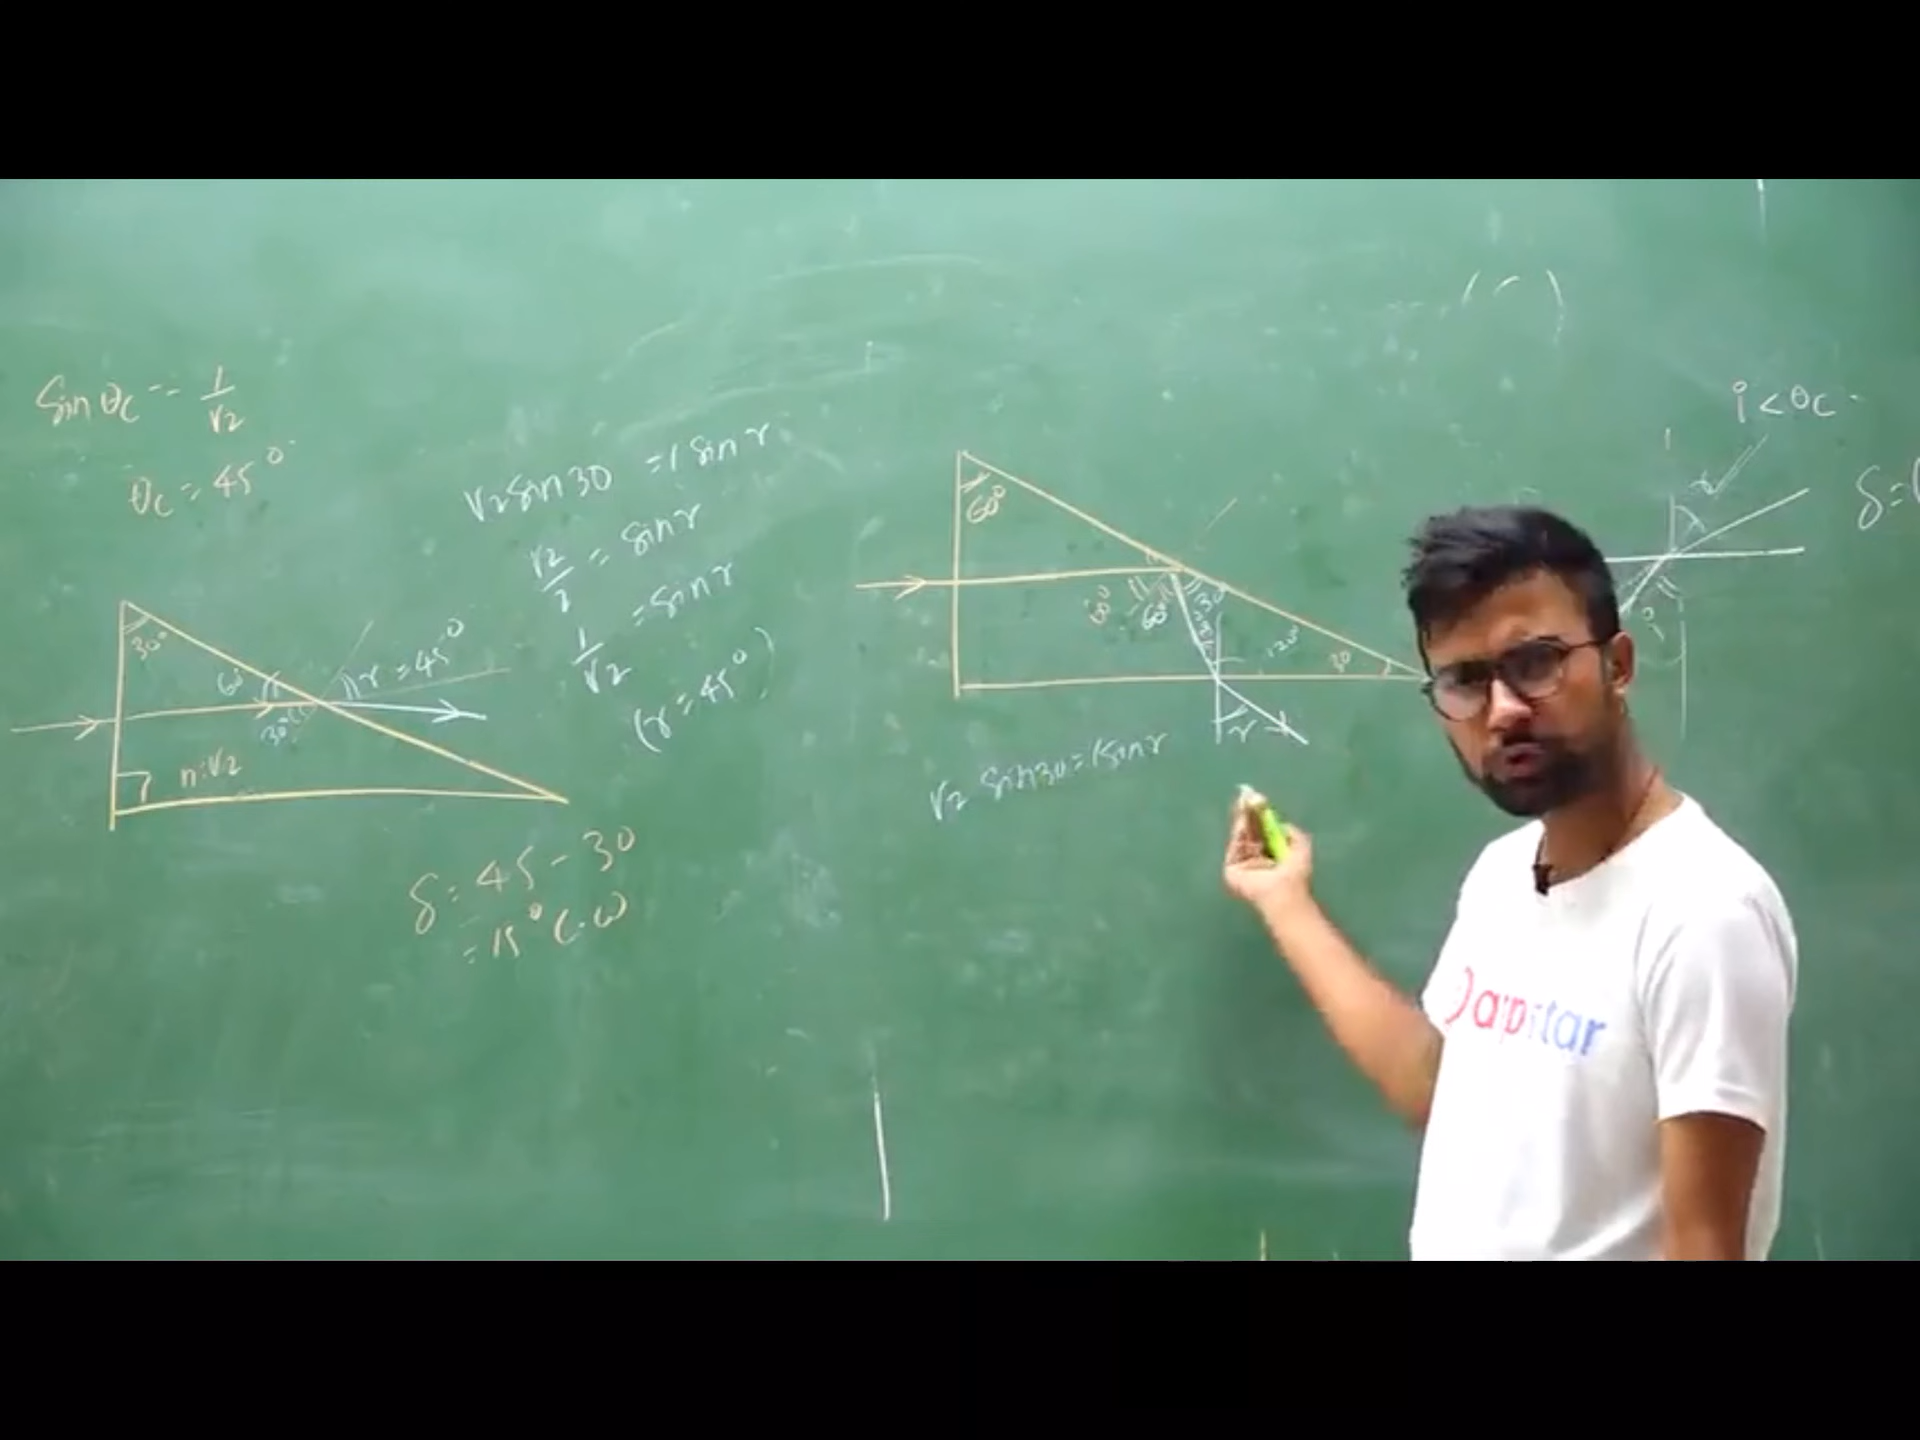 Sin θc = 1/√2
θc = 45°
30°
60
30°
r = 45°
n = √2
δ = 45 - 30
= 15° C.W
√2 Sin 30 = 1 Sin r
√2/2 = Sin r
1/√2 = Sin r
(r = 45°)
60°
60°
60°
30
120°
30
r
√2 Sin 30 = 1 Sin r
i < θc
r
i
δ = (